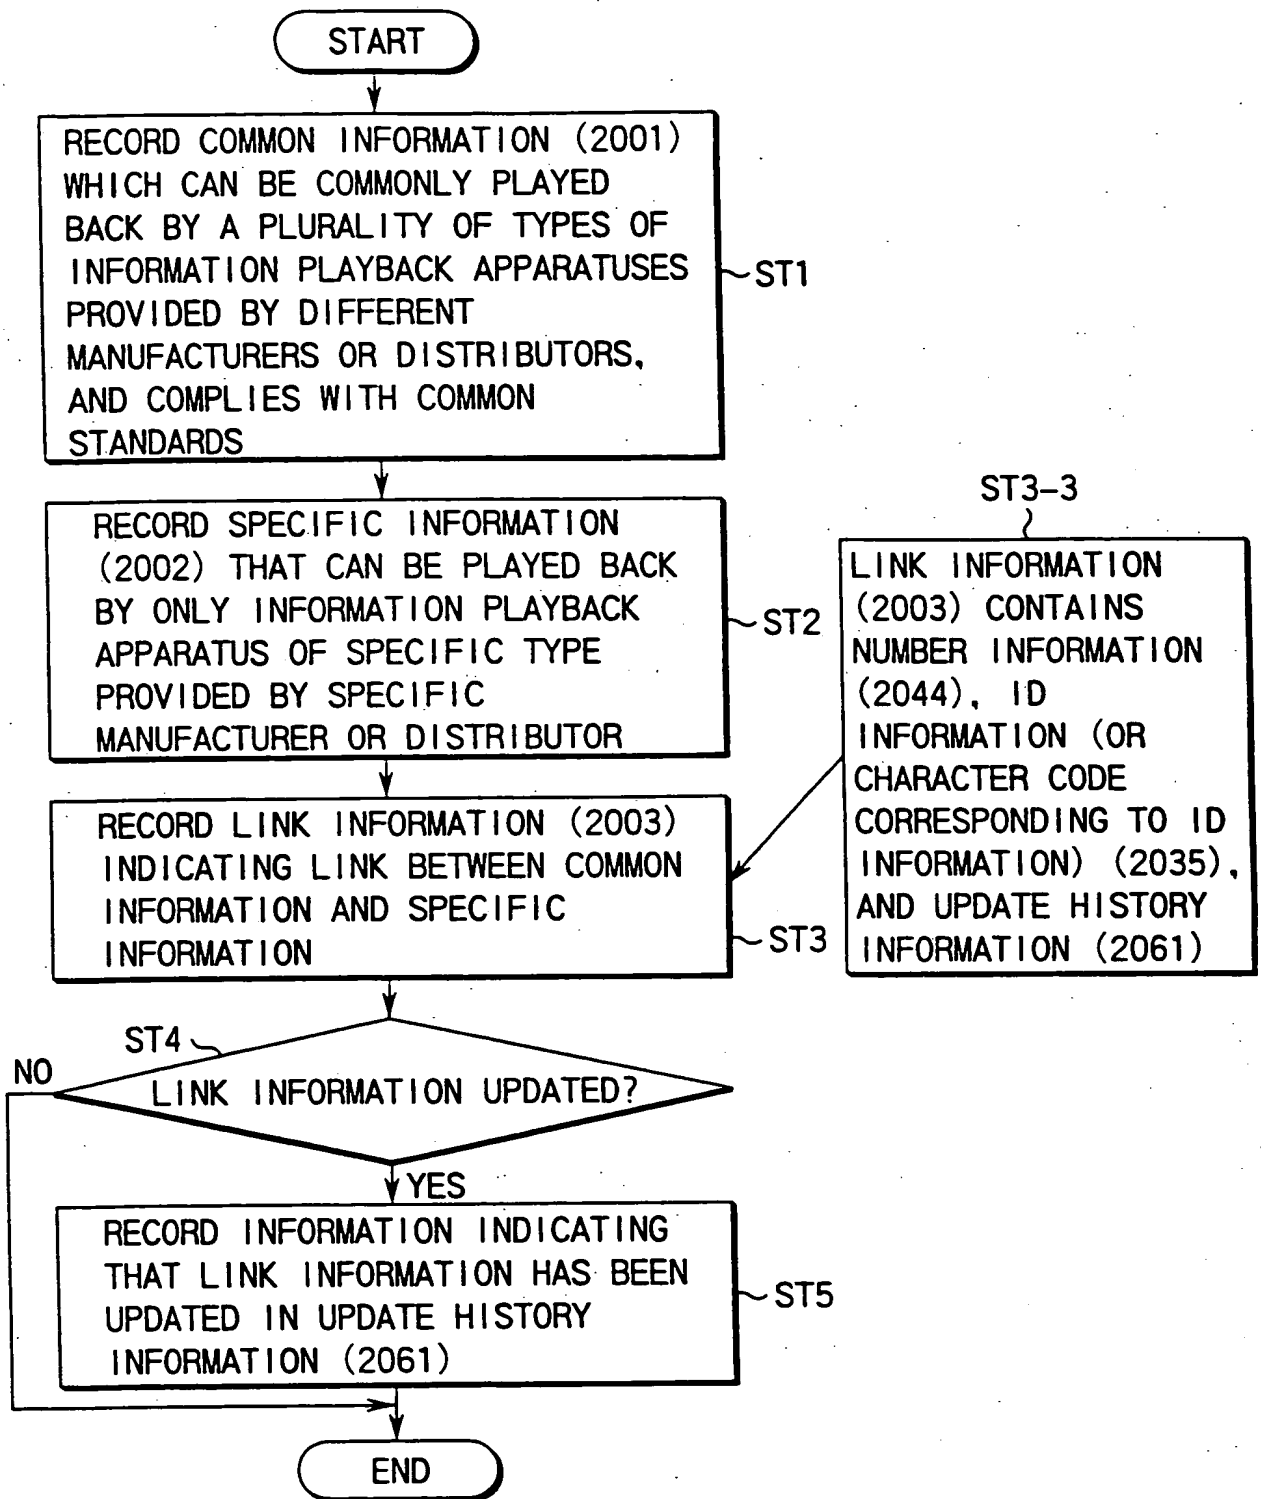 START
RECORD COMMON INFORMATION (2001)
WHICH CAN BE COMMONLY PLAYED
BACK BY A PLURALITY OF TYPES OF
INFORMATION PLAYBACK APPARATUSES
PROVIDED BY DIFFERENT
MANUFACTURERS OR DISTRIBUTORS,
AND COMPLIES WITH COMMON
STANDARDS
ST1
RECORD SPECIFIC INFORMATION
(2002) THAT CAN BE PLAYED BACK
BY ONLY INFORMATION PLAYBACK
APPARATUS OF SPECIFIC TYPE
PROVIDED BY SPECIFIC
MANUFACTURER OR DISTRIBUTOR
ST2
ST3-3
LINK INFORMATION
(2003) CONTAINS
NUMBER INFORMATION
(2044), ID
INFORMATION (OR
CHARACTER CODE
CORRESPONDING TO ID
INFORMATION) (2035),
AND UPDATE HISTORY
INFORMATION (2061)
RECORD LINK INFORMATION (2003)
INDICATING LINK BETWEEN COMMON
INFORMATION AND SPECIFIC
INFORMATION
ST3
ST4
NO
LINK INFORMATION UPDATED?
YES
RECORD INFORMATION INDICATING
THAT LINK INFORMATION HAS BEEN
UPDATED IN UPDATE HISTORY
INFORMATION (2061)
ST5
END